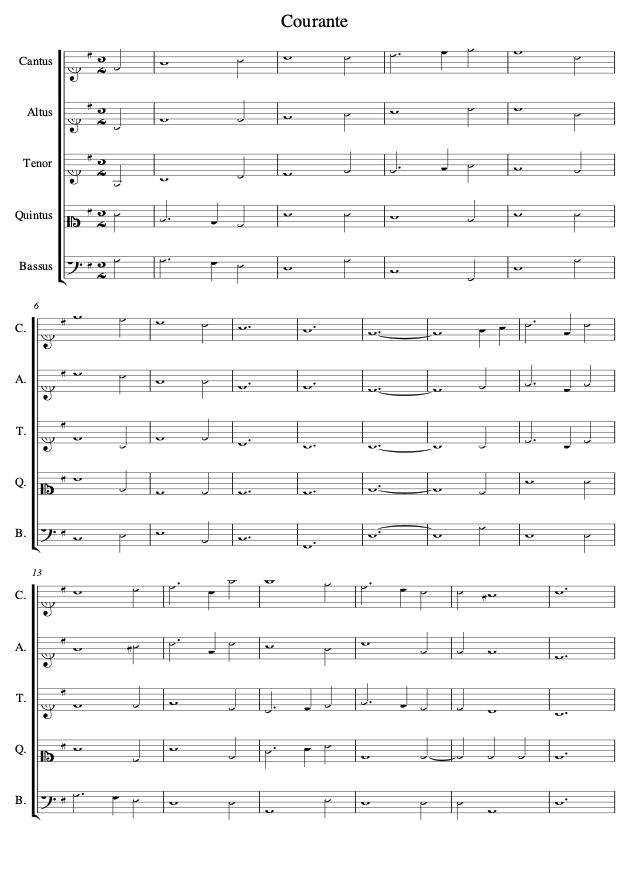 Courante
Cantus
Altus
Tenor
Quintus
Bassus
6
C.
A.
T.
Q.
B.
13
C.
A.
T.
Q.
B.